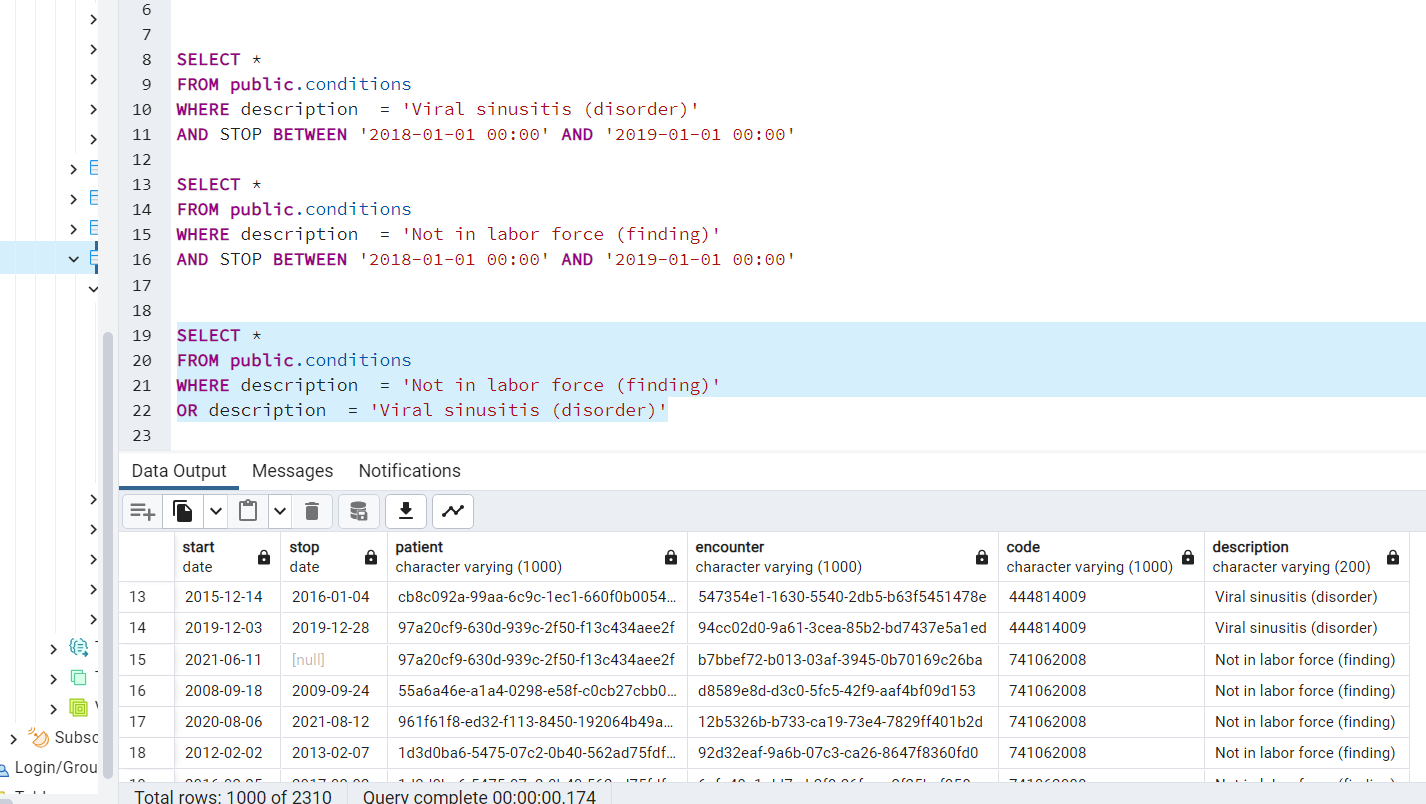 6
7
8 SELECT *
9 FROM public.conditions
10 WHERE description  = 'Viral sinusitis (disorder)'
11 AND STOP BETWEEN '2018-01-01 00:00' AND '2019-01-01 00:00'
12
13 SELECT *
14 FROM public.conditions
15 WHERE description  = 'Not in labor force (finding)'
16 AND STOP BETWEEN '2018-01-01 00:00' AND '2019-01-01 00:00'
17
18
19 SELECT *
20 FROM public.conditions
21 WHERE description  = 'Not in labor force (finding)'
22 OR description  = 'Viral sinusitis (disorder)'
23
Data Output Messages Notifications
start stop patient encounter code description
date date character varying (1000) character varying (1000) character varying (1000) character varying (200)
13 2015-12-14 2016-01-04 cb8c092a-99aa-6c9c-1ec1-660f0b0054... 547354e1-1630-5540-2db5-b63f5451478e 444814009 Viral sinusitis (disorder)
14 2019-12-03 2019-12-28 97a20cf9-630d-939c-2f50-f13c434aee2f 94cc02d0-9a61-3cea-85b2-bd7437e5a1ed 444814009 Viral sinusitis (disorder)
15 2021-06-11 [null] 97a20cf9-630d-939c-2f50-f13c434aee2f b7bbef72-b013-03af-3945-0b70169c26ba 741062008 Not in labor force (finding)
16 2008-09-18 2009-09-24 55a6a46e-a1a4-0298-e58f-c0cb27cbb0... d8589e8d-d3c0-5fc5-42f9-aaf4bf09d153 741062008 Not in labor force (finding)
17 2020-08-06 2021-08-12 961f61f8-ed32-f113-8450-192064b49a... 12b5326b-b733-ca19-73e4-7829ff401b2d 741062008 Not in labor force (finding)
18 2012-02-02 2013-02-07 1d3d0ba6-5475-07c2-0b40-562ad75fdf... 92d32eaf-9a6b-07c3-ca26-8647f8360fd0 741062008 Not in labor force (finding)
Subsc
Login/Grou
Total rows: 1000 of 2310 Query complete 00:00:00.174